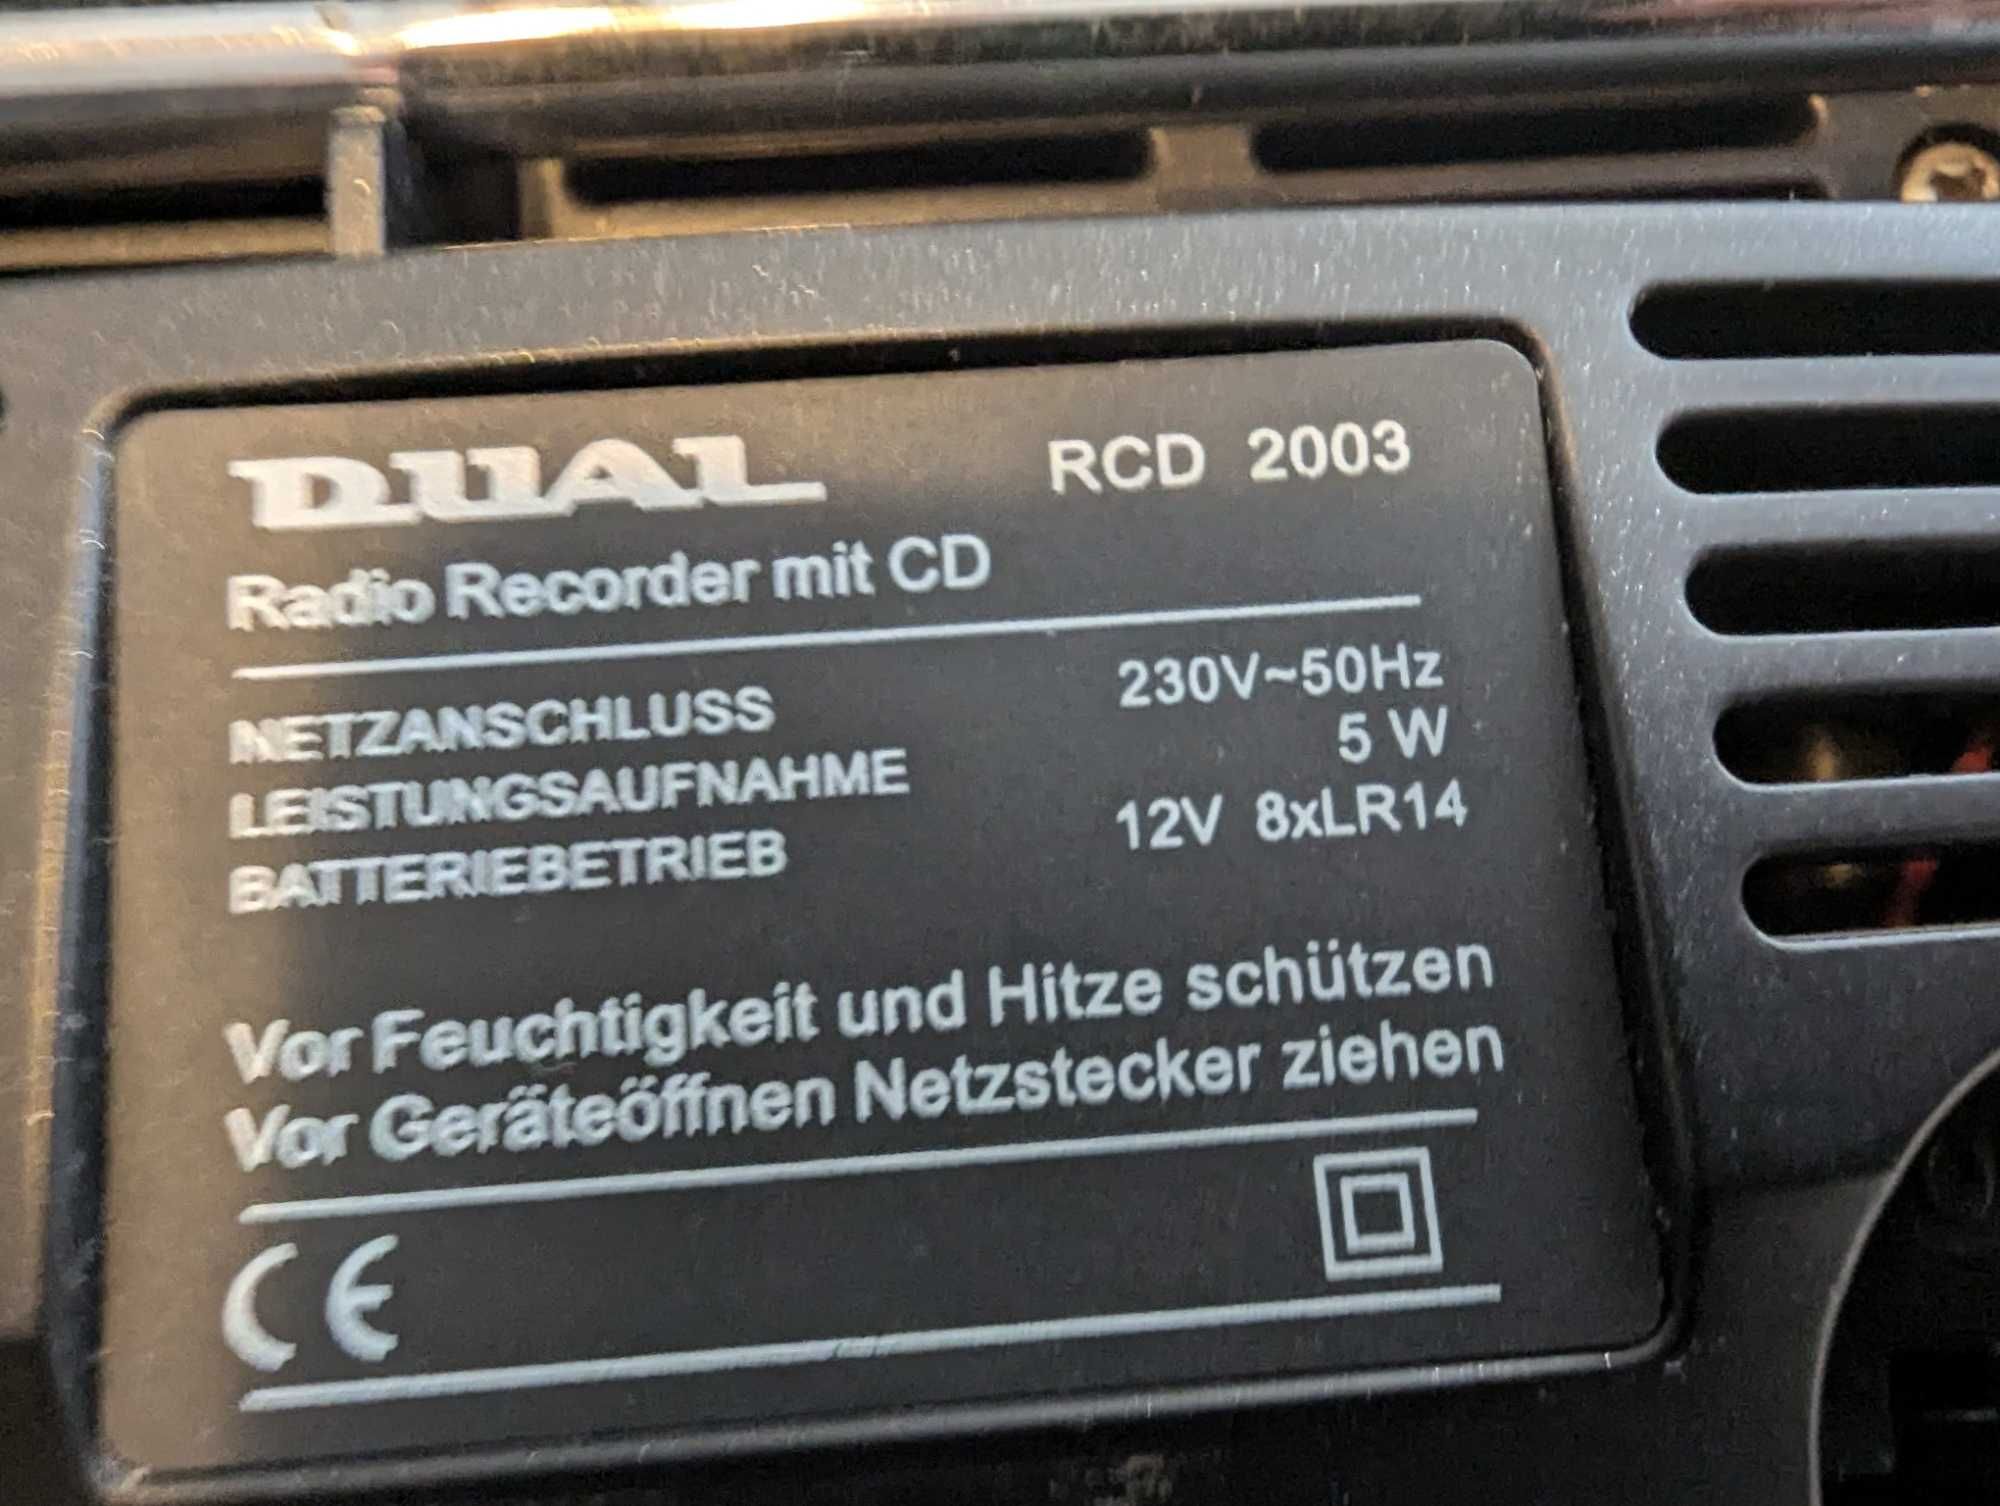 DUAL RCD 2003
Radio Recorder mit CD
NETZANSCHLUSS 230V~50Hz
LEISTUNGSAUFNAHME 5 W
BATTERIEBETRIEB 12V 8xLR14
Vor Feuchtigkeit und Hitze schützen
Vor Geräteöffnen Netzstecker ziehen
CE